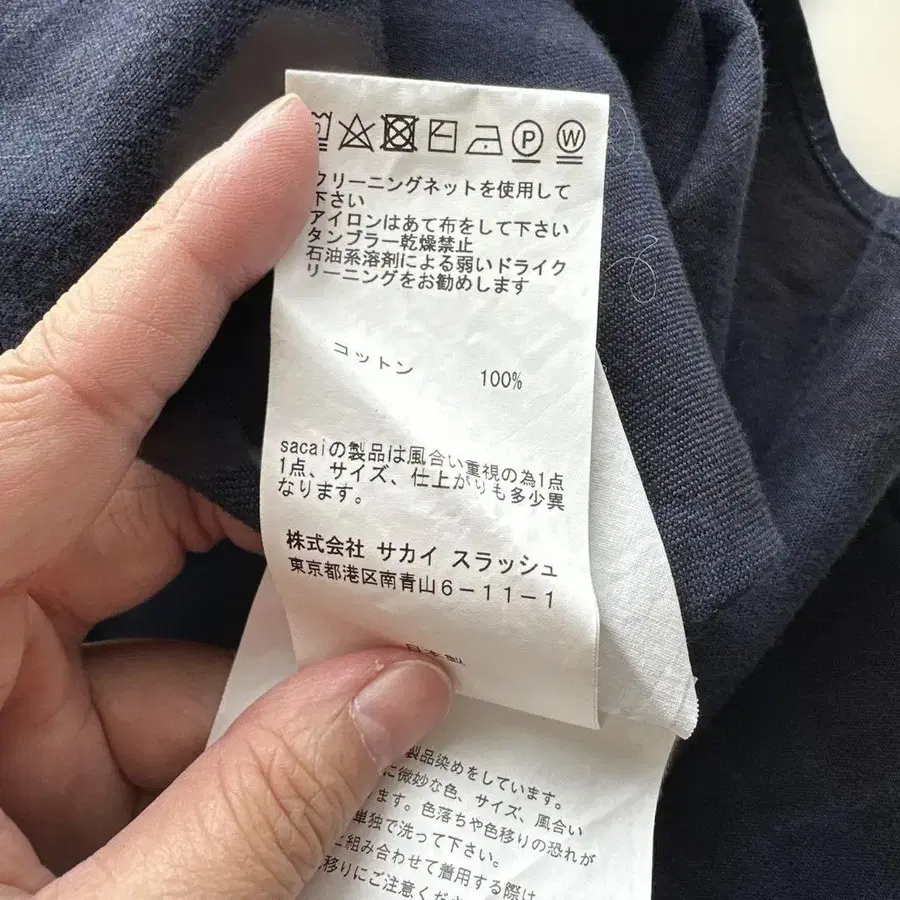 クリーニングネットを使用して
下さい
アイロンはあて布をして下さい
タンブラー乾燥禁止
石油系溶剤による弱いドライク
リーニングをお勧めします
コットン 100%
sacaiの製品は風合い重視の為1点
1点、サイズ、仕上がりも多少異
なります。
株式会社 サカイ スラッシュ
東京都港区南青山6-11-1
日本製
製品染めをしています。
に微妙な色、サイズ、風合い
ます。色落ちや色移りの恐れが
単独で洗って下さい。
と組み合わせて着用する際は
移りにご注意くださ